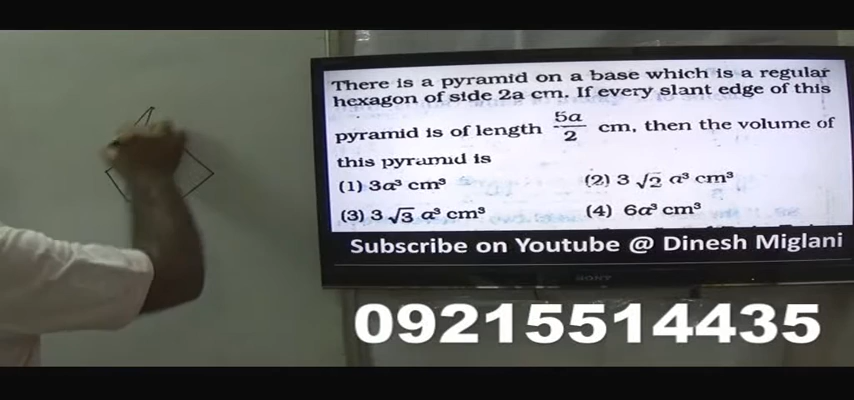 There is a pyramid on a base which is a regular
hexagon of side 2a cm. If every slant edge of this
pyramid is of length 5a/2 cm, then the volume of
this pyramid is
(1) 3a³ cm³ (2) 3 √2 a³ cm³
(3) 3 √3 a³ cm³ (4) 6a³ cm³
Subscribe on Youtube @ Dinesh Miglani
SONY
09215514435